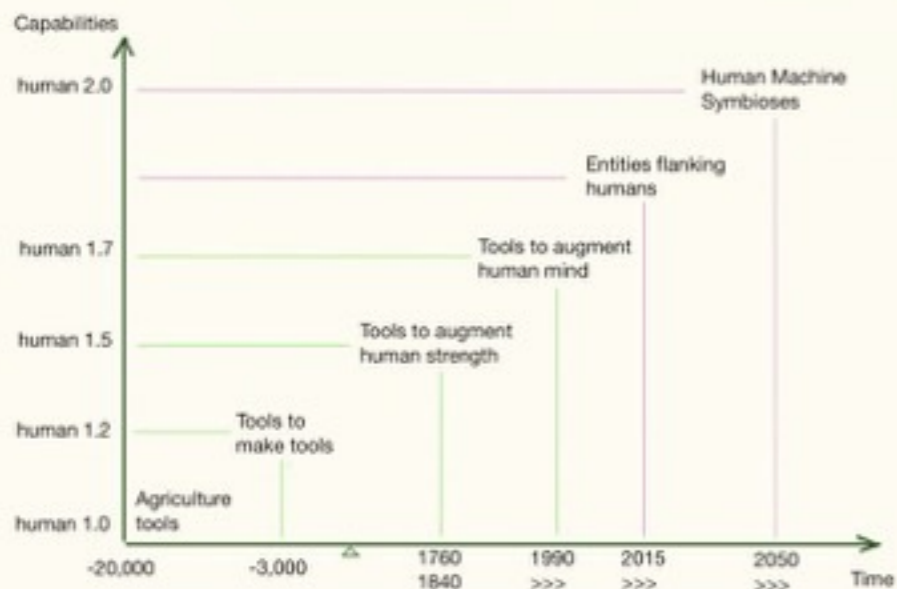 Capabilities
human 2.0
Human Machine
Symbioses
Entities flanking
humans
human 1.7
Tools to augment
human mind
human 1.5
Tools to augment
human strength
human 1.2
Tools to
make tools
human 1.0
Agriculture
tools
-20,000
-3,000
1760
1840
1990
>>>
2015
>>>
2050
>>>
Time